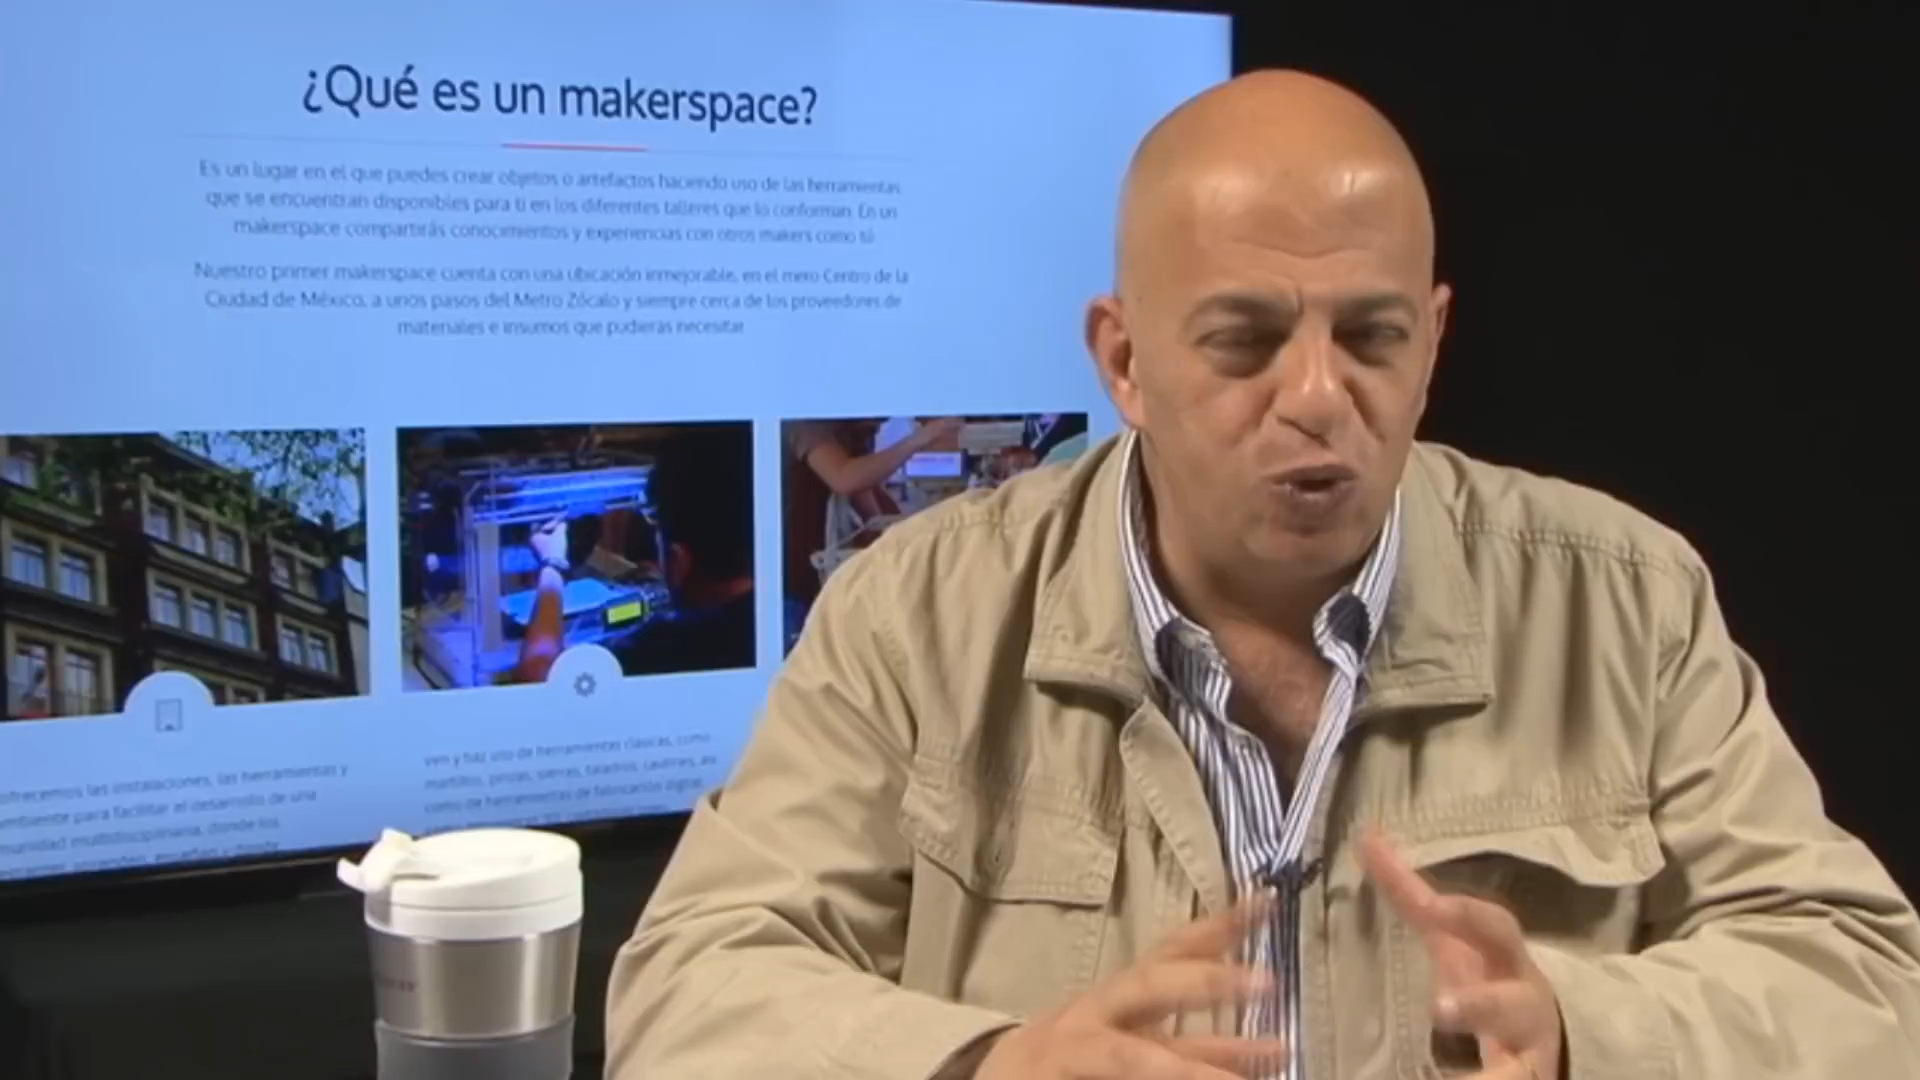 ¿Qué es un makerspace?
Es un lugar en el que puedes crear objetos o artefactos haciendo uso de las herramientas
que se encuentran disponibles para ti en los diferentes talleres que lo conforman. En un
makerspace compartirás conocimientos y experiencias con otros makers como tú
Nuestro primer makerspace cuenta con una ubicación inmejorable, en el mero Centro de la
Ciudad de México, a unos pasos del Metro Zócalo y siempre cerca de los proveedores de
materiales e insumos que pudieras necesitar
ofrecemos las instalaciones, las herramientas y
ambiente para facilitar el desarrollo de una
munidad multidisciplinaria, donde los
ven y haz uso de herramientas clásicas, como
martillo, pinzas, sierras, taladros, cautines, así
como de herramientas de fabricación digital